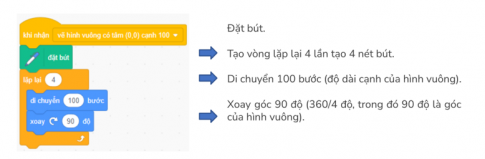 khi nhận vẽ hình vuông có tâm (0,0) cạnh 100
đặt bút
lặp lại 4
di chuyển 100 bước
xoay 90 độ
Đặt bút.
Tạo vòng lặp lại 4 lần tạo 4 nét bút.
Di chuyển 100 bước (độ dài cạnh của hình vuông).
Xoay góc 90 độ (360/4 độ, trong đó 90 độ là góc
của hình vuông).